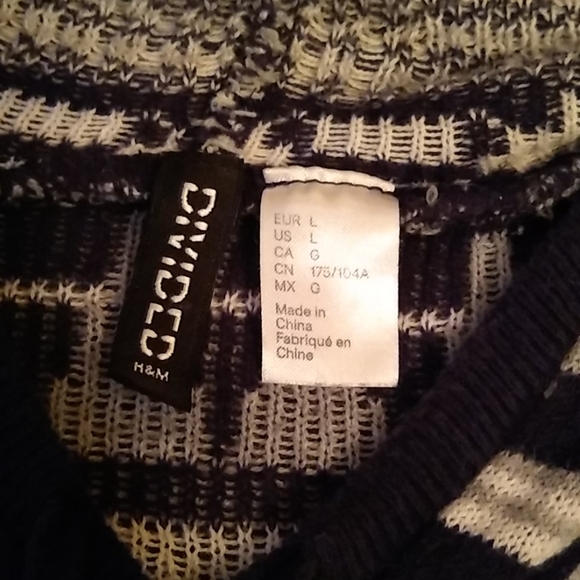 DIVIDED
H&M
EUR L
US L
CA G
CN 175/104A
MX G
Made in
China
Fabriqué en
Chine